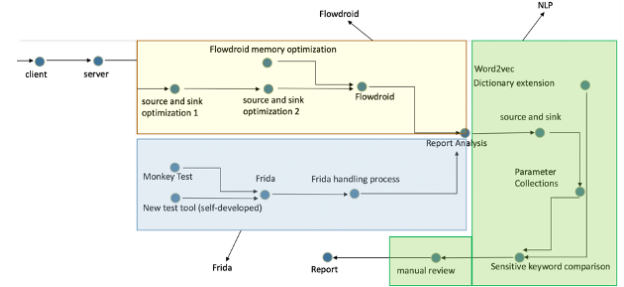 NLP
Flowdroid
Flowdroid memory optimization
client
server
source and sink
optimization 1
source and sink
optimization 2
Flowdroid
Word2vec
Dictionary extension
source and sink
Report Analysis
Monkey Test
Frida
Frida handling process
New test tool (self-developed)
Parameter
Collections
Frida
Report
manual review
Sensitive keyword comparison